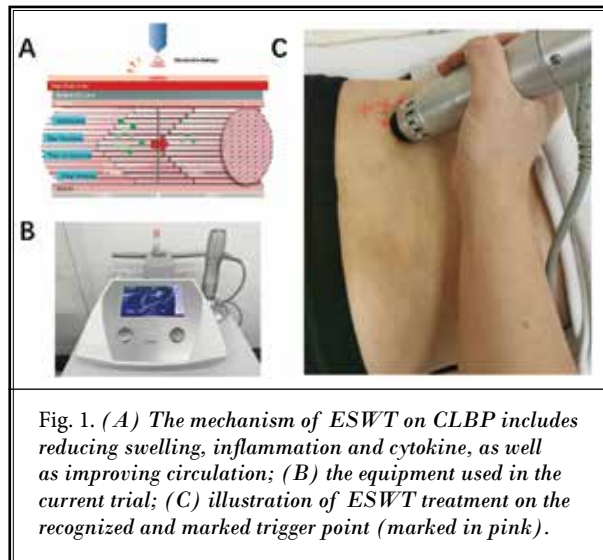 A
B
C
Fig. 1. (A) The mechanism of ESWT on CLBP includes
reducing swelling, inflammation and cytokine, as well
as improving circulation; (B) the equipment used in the
current trial; (C) illustration of ESWT treatment on the
recognized and marked trigger point (marked in pink).